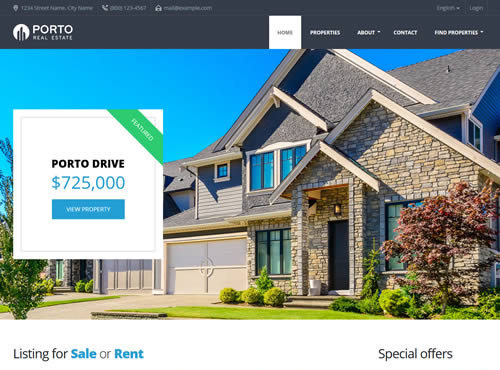 1234 Street Name, City Name (800) 123-4567 mail@example.com English Login
PORTO
REAL ESTATE
HOME PROPERTIES ABOUT CONTACT FIND PROPERTIES
FEATURED
PORTO DRIVE
$725,000
VIEW PROPERTY
Listing for Sale or Rent
Special offers